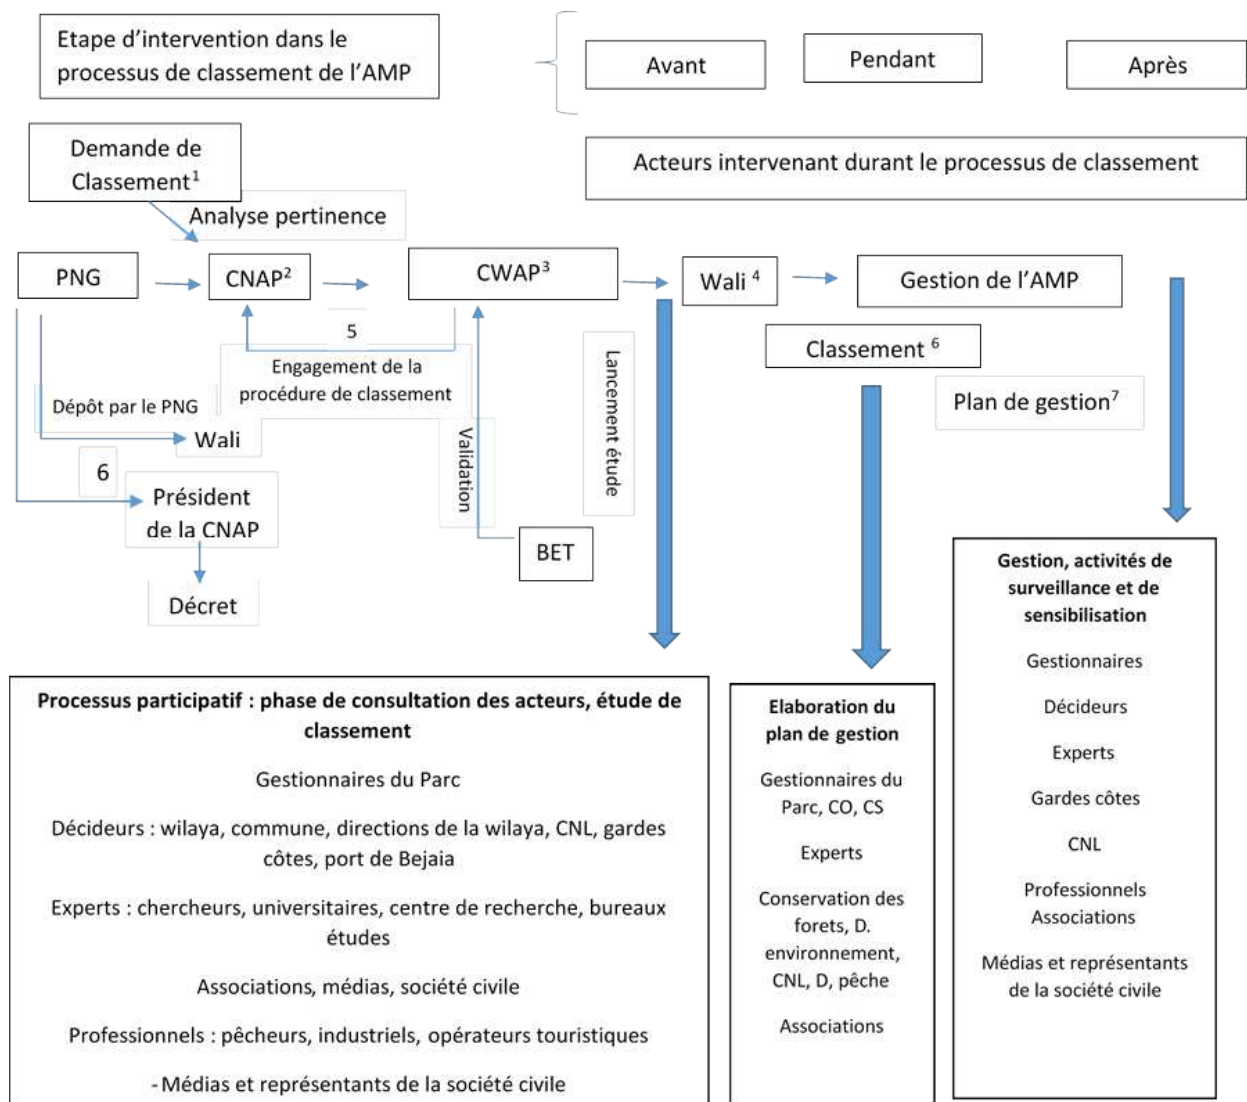 Etape d’intervention dans le
processus de classement de l’AMP
Avant
Pendant
Après
Demande de
Classement¹
Acteurs intervenant durant le processus de classement
Analyse pertinence
PNG
CNAP²
CWAP³
Wali ⁴
Gestion de l’AMP
5
Classement ⁶
Engagement de la
procédure de classement
Lancement étude
Plan de gestion⁷
Dépôt par le PNG
Wali
Validation
6
Président
de la CNAP
BET
Décret
Processus participatif : phase de consultation des acteurs, étude de
classement
Gestionnaires du Parc
Décideurs : wilaya, commune, directions de la wilaya, CNL, gardes
côtes, port de Bejaia
Experts : chercheurs, universitaires, centre de recherche, bureaux
études
Associations, médias, société civile
Professionnels : pêcheurs, industriels, opérateurs touristiques
- Médias et représentants de la société civile
Elaboration du
plan de gestion
Gestionnaires du
Parc, CO, CS
Experts
Conservation des
forets, D.
environnement,
CNL, D, pêche
Associations
Gestion, activités de
surveillance et de
sensibilisation
Gestionnaires
Décideurs
Experts
Gardes côtes
CNL
Professionnels
Associations
Médias et représentants
de la société civile